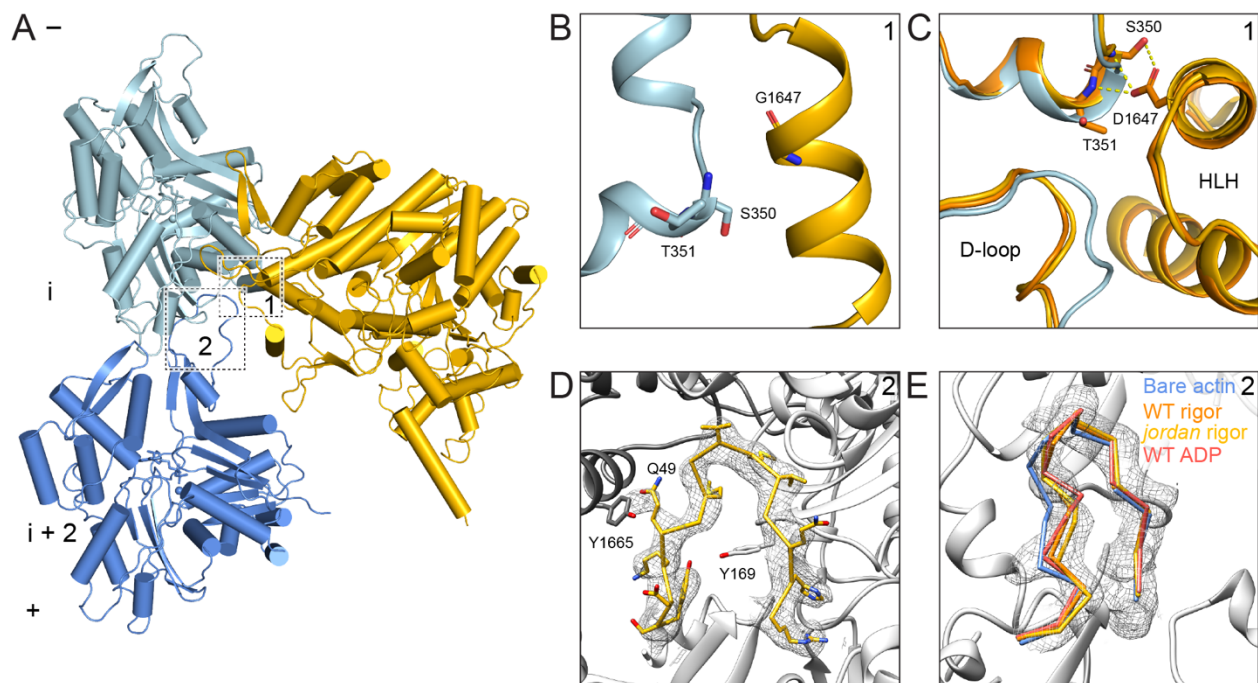 A
–
i
1
2
i + 2
+
B
1
G1647
S350
T351
C
1
S350
D1647
T351
HLH
D-loop
D
2
Q49
Y1665
Y169
E
2
Bare actin
WT rigor
jordan rigor
WT ADP